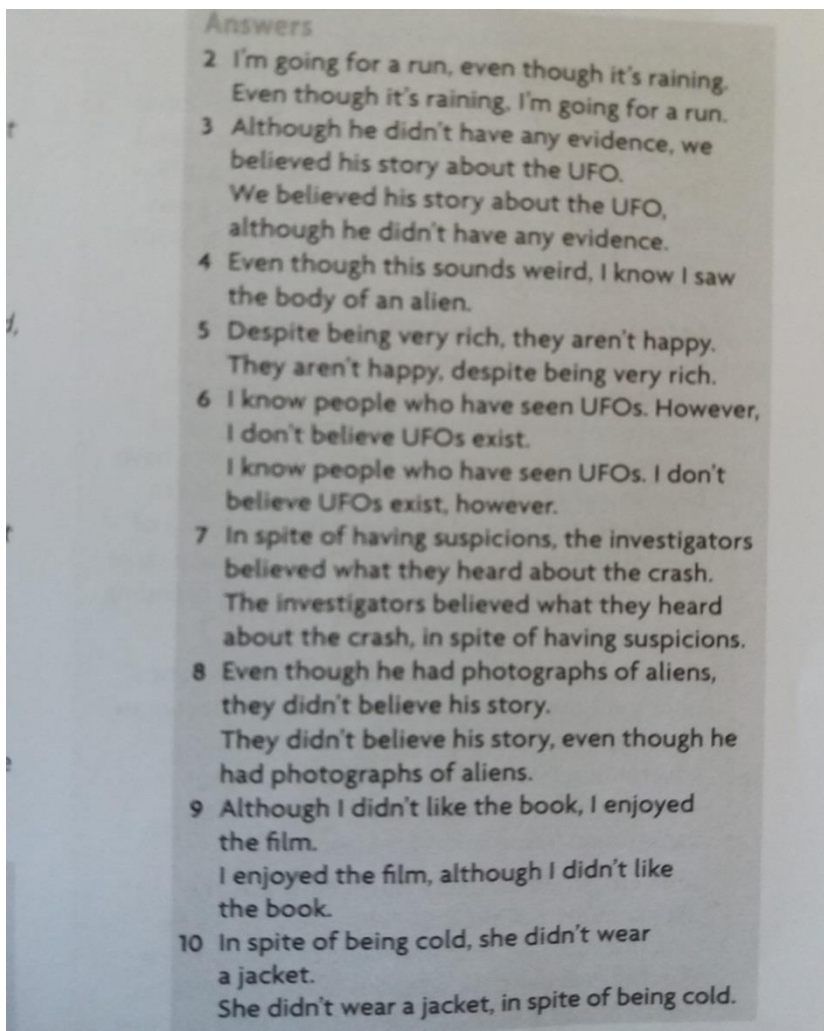 Answers
2 I'm going for a run, even though it's raining.
Even though it's raining, I'm going for a run.
3 Although he didn't have any evidence, we
believed his story about the UFO.
We believed his story about the UFO,
although he didn't have any evidence.
4 Even though this sounds weird, I know I saw
the body of an alien.
5 Despite being very rich, they aren't happy.
They aren't happy, despite being very rich.
6 I know people who have seen UFOs. However,
I don't believe UFOs exist.
I know people who have seen UFOs. I don't
believe UFOs exist, however.
7 In spite of having suspicions, the investigators
believed what they heard about the crash.
The investigators believed what they heard
about the crash, in spite of having suspicions.
8 Even though he had photographs of aliens,
they didn't believe his story.
They didn't believe his story, even though he
had photographs of aliens.
9 Although I didn't like the book, I enjoyed
the film.
I enjoyed the film, although I didn't like
the book.
10 In spite of being cold, she didn't wear
a jacket.
She didn't wear a jacket, in spite of being cold.